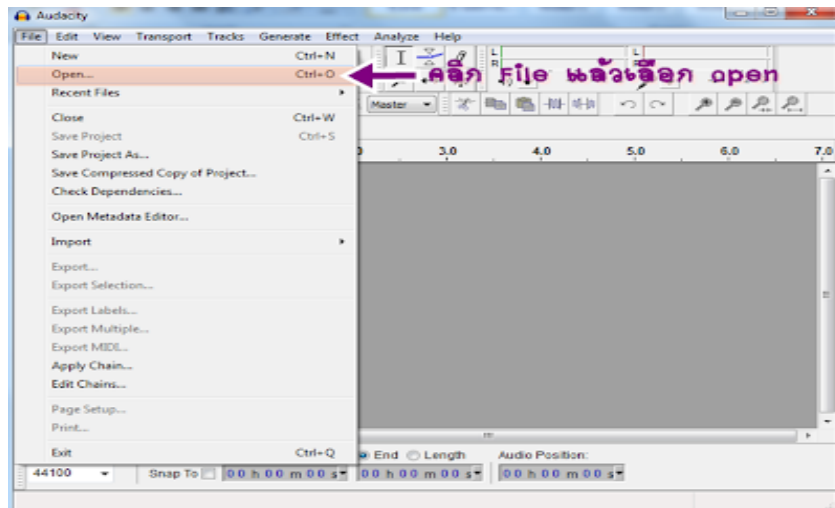 Audacity
File Edit View Transport Tracks Generate Effect Analyze Help
New Ctrl+N
Open... Ctrl+O
คลิ๊ก File แล้วเลือก open
Recent Files
Master
Close Ctrl+W
Save Project Ctrl+S
Save Project As...
3.0 4.0 5.0 6.0 7.0
Save Compressed Copy of Project...
Check Dependencies...
Open Metadata Editor...
Import
Export...
Export Selection...
Export Labels...
Export Multiple...
Export MIDI...
Apply Chain...
Edit Chains...
Page Setup...
Print...
Exit Ctrl+Q
End Length Audio Position:
44100 Snap To 00 h 00 m 00 s 00 h 00 m 00 s 00 h 00 m 00 s